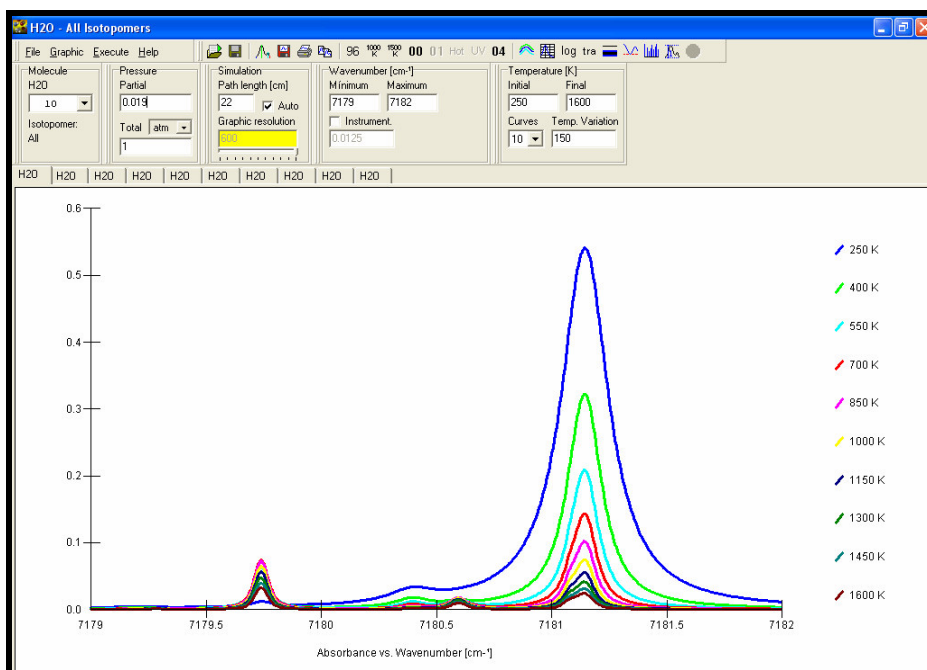 H2O - All Isotopomers
File Graphic Execute Help
96 1000 K 1500 K 00 01 Hot UV 04 log tra
Molecule
H2O
10
Isotopomer:
All
Pressure
Partial
0.019
Total atm
1
Simulation
Path length [cm]
22 Auto
Graphic resolution
600
Wavenumber [cm-¹]
Mínimum Maximum
7179 7182
Instrument.
0.0125
Temperature [K]
Initial Final
250 1600
Curves Temp. Variation
10 150
H2O H2O H2O H2O H2O H2O H2O H2O H2O H2O
0.6
0.5
0.4
0.3
0.2
0.1
0.0
7179 7179.5 7180 7180.5 7181 7181.5 7182
Absorbance vs. Wavenumber [cm-¹]
250 K
400 K
550 K
700 K
850 K
1000 K
1150 K
1300 K
1450 K
1600 K